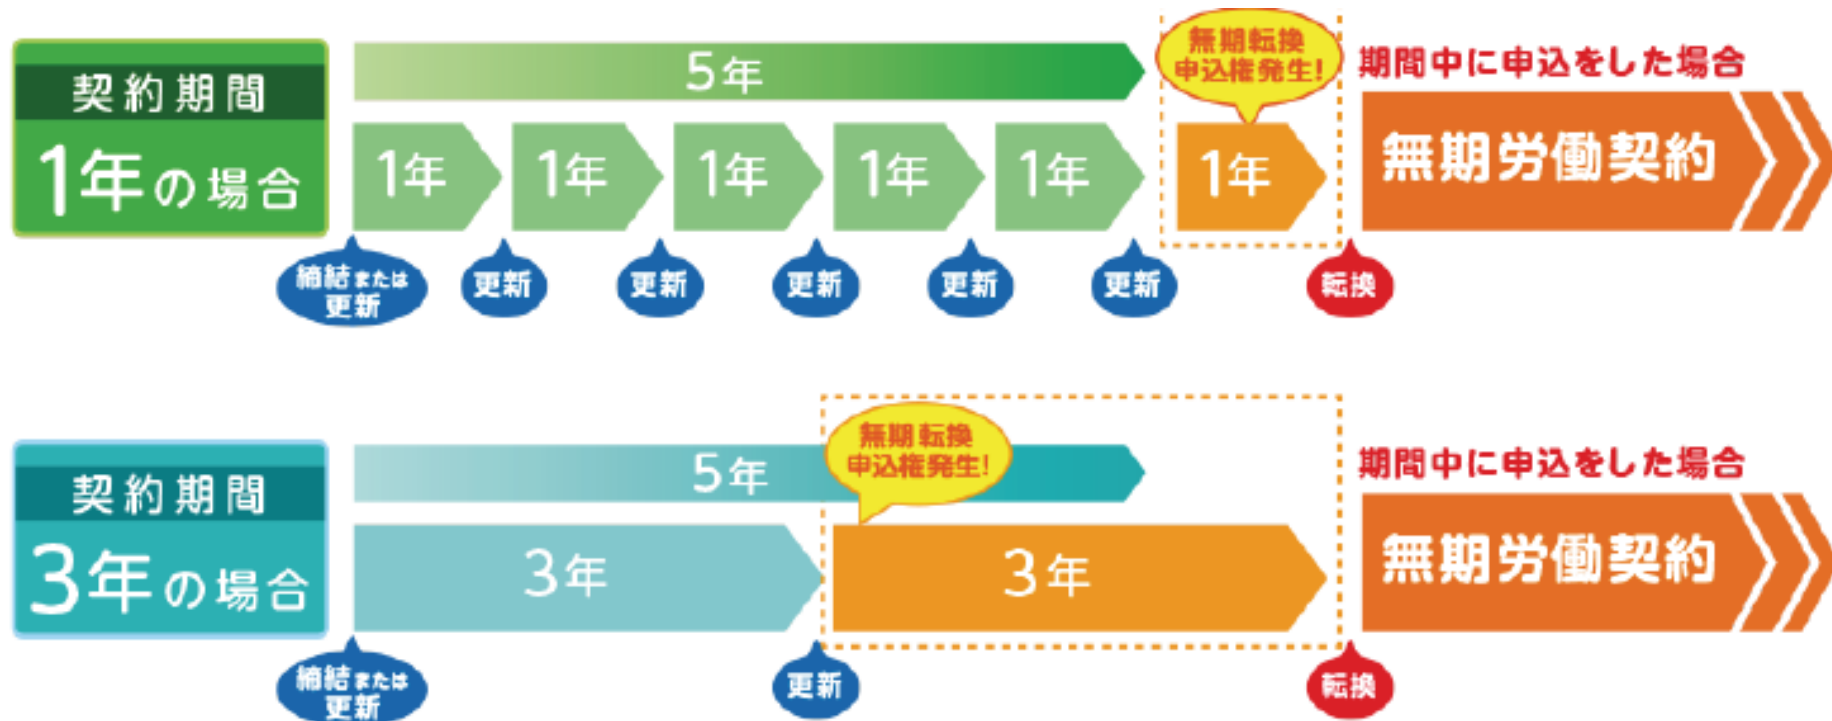 契約期間
1年の場合
5年
無期転換
申込権発生!
期間中に申込をした場合
1年
1年
1年
1年
1年
1年
無期労働契約
締結または
更新
更新
更新
更新
更新
更新
転換
契約期間
3年の場合
5年
無期転換
申込権発生!
期間中に申込をした場合
3年
3年
無期労働契約
締結または
更新
更新
転換